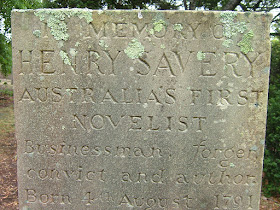 IN MEMORY OF
HENRY SAVERY
AUSTRALIA'S FIRST
NOVELIST
Businessman, forger
convict and author
Born 4th August 1791